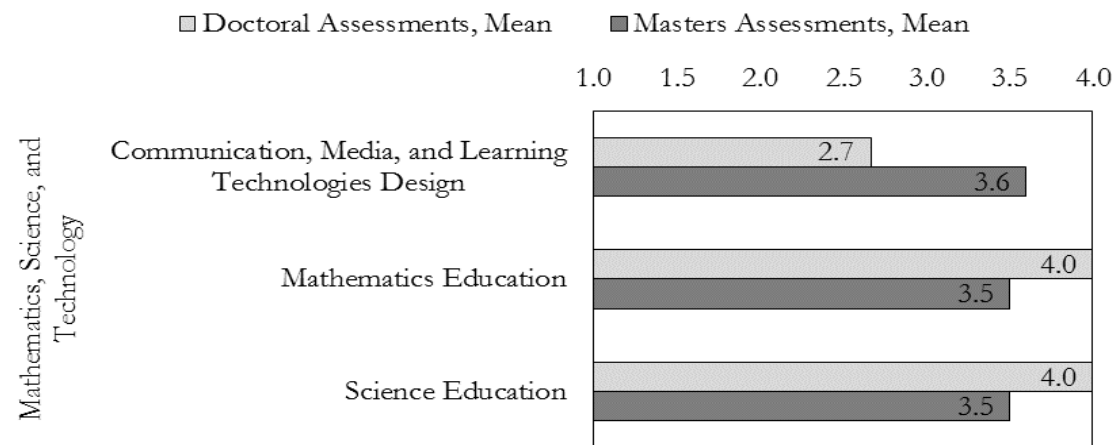 Doctoral Assessments, Mean Masters Assessments, Mean
1.0 1.5 2.0 2.5 3.0 3.5 4.0
Mathematics, Science, and
Technology
Communication, Media, and Learning
Technologies Design
2.7
3.6
Mathematics Education
4.0
3.5
Science Education
4.0
3.5